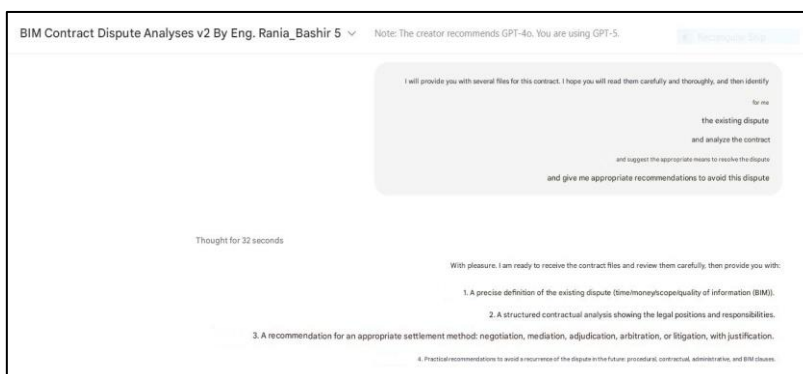 BIM Contract Dispute Analyses v2 By Eng. Rania_Bashir 5
Note: The creator recommends GPT-4o. You are using GPT-5.
I will provide you with several files for this contract. I hope you will read them carefully and thoroughly, and then identify
for me
the existing dispute
and analyze the contract
and suggest the appropriate means to resolve the dispute
and give me appropriate recommendations to avoid this dispute
Thought for 32 seconds
With pleasure. I am ready to receive the contract files and review them carefully, then provide you with:
1. A precise definition of the existing dispute (time/money/scope/quality of information (BIM)).
2. A structured contractual analysis showing the legal positions and responsibilities.
3. A recommendation for an appropriate settlement method: negotiation, mediation, adjudication, arbitration, or litigation, with justification.
4. Practical recommendations to avoid a recurrence of the dispute in the future: procedural, contractual, administrative, and BIM clauses.